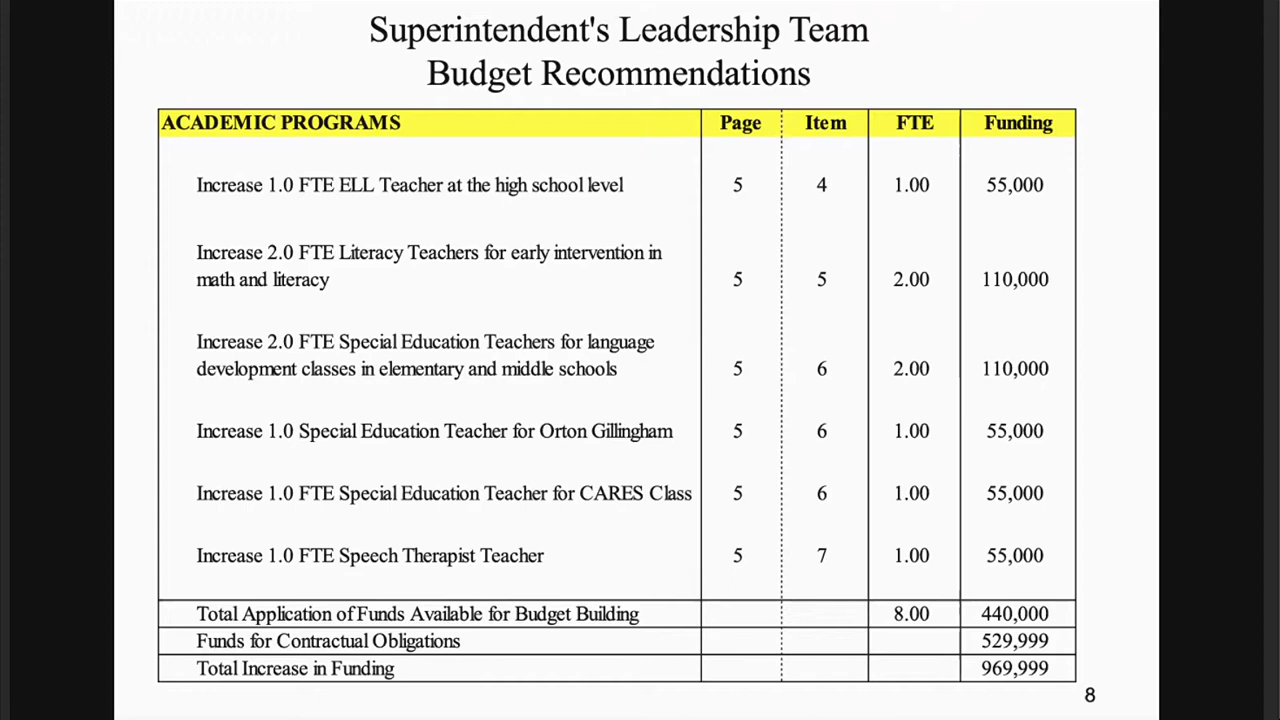 Superintendent's Leadership Team
Budget Recommendations
ACADEMIC PROGRAMS Page Item FTE Funding
Increase 1.0 FTE ELL Teacher at the high school level 5 4 1.00 55,000
Increase 2.0 FTE Literacy Teachers for early intervention in
math and literacy 5 5 2.00 110,000
Increase 2.0 FTE Special Education Teachers for language
development classes in elementary and middle schools 5 6 2.00 110,000
Increase 1.0 Special Education Teacher for Orton Gillingham 5 6 1.00 55,000
Increase 1.0 FTE Special Education Teacher for CARES Class 5 6 1.00 55,000
Increase 1.0 FTE Speech Therapist Teacher 5 7 1.00 55,000
Total Application of Funds Available for Budget Building 8.00 440,000
Funds for Contractual Obligations 529,999
Total Increase in Funding 969,999
8